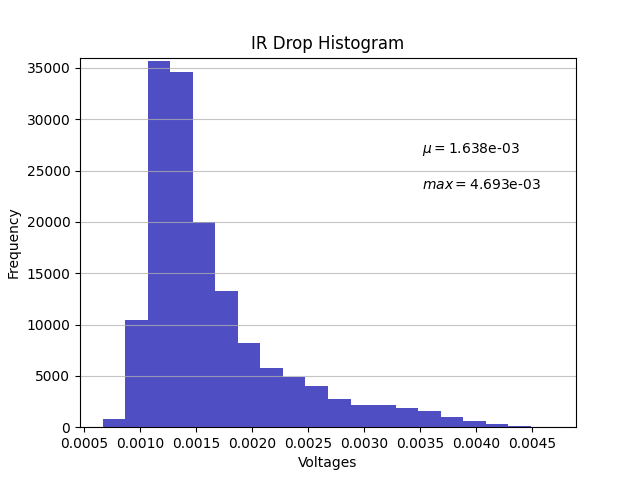 IR Drop Histogram
35000
30000
25000
20000
15000
10000
5000
0
Frequency
μ = 1.638e-03
max = 4.693e-03
0.0005 0.0010 0.0015 0.0020 0.0025 0.0030 0.0035 0.0040 0.0045
Voltages